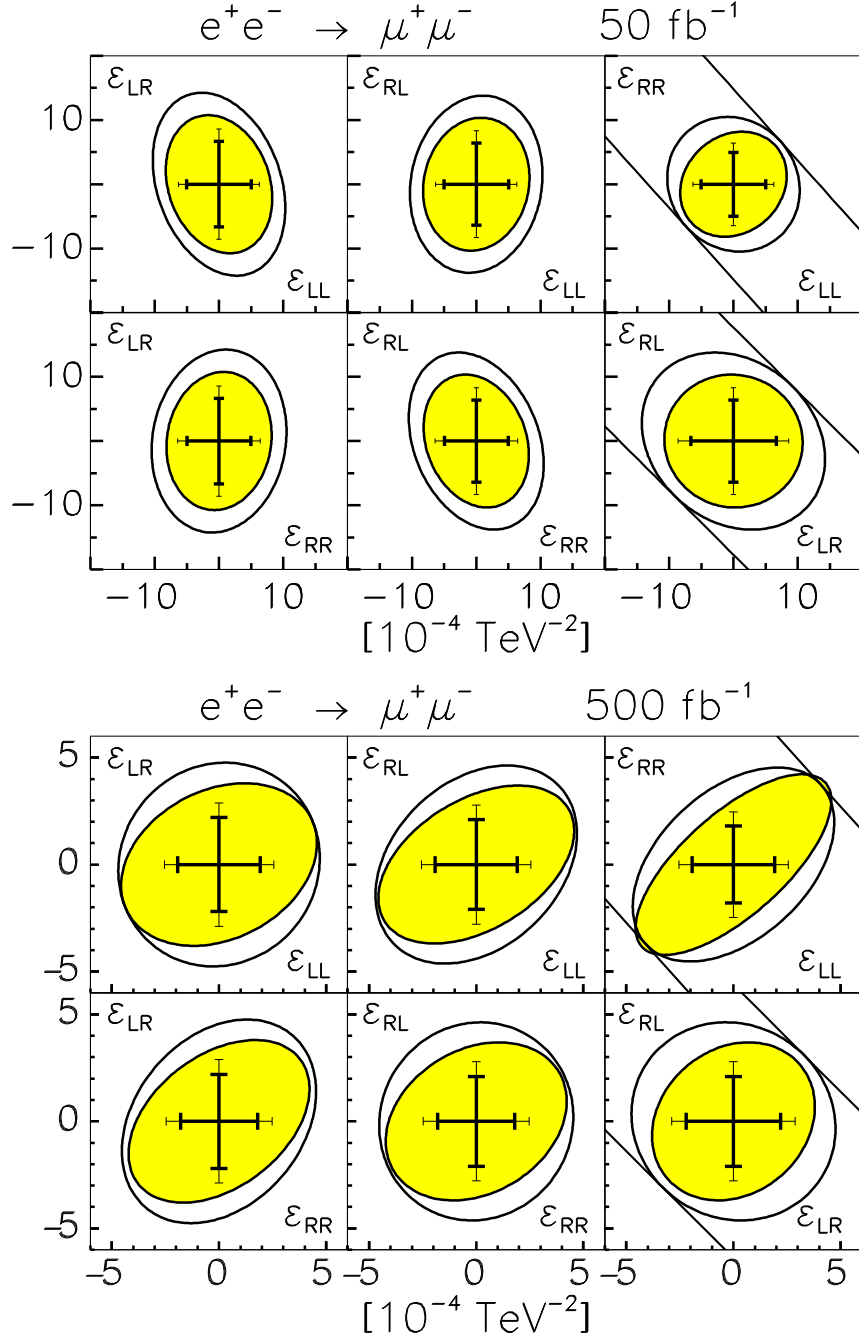 e⁺e⁻ → μ⁺μ⁻ 50 fb⁻¹
ε_LR ε_RL ε_RR
10
−10
ε_LL ε_LL ε_LL
ε_LR ε_RL ε_RL
10
−10
ε_RR ε_RR ε_LR
−10 10 −10 10 −10 10
[10⁻⁴ TeV⁻²]
e⁺e⁻ → μ⁺μ⁻ 500 fb⁻¹
5
ε_LR ε_RL ε_RR
0
−5
ε_LL ε_LL ε_LL
5
ε_LR ε_RL ε_RL
0
−5
ε_RR ε_RR ε_LR
−5 0 5 −5 0 5 −5 0 5
[10⁻⁴ TeV⁻²]